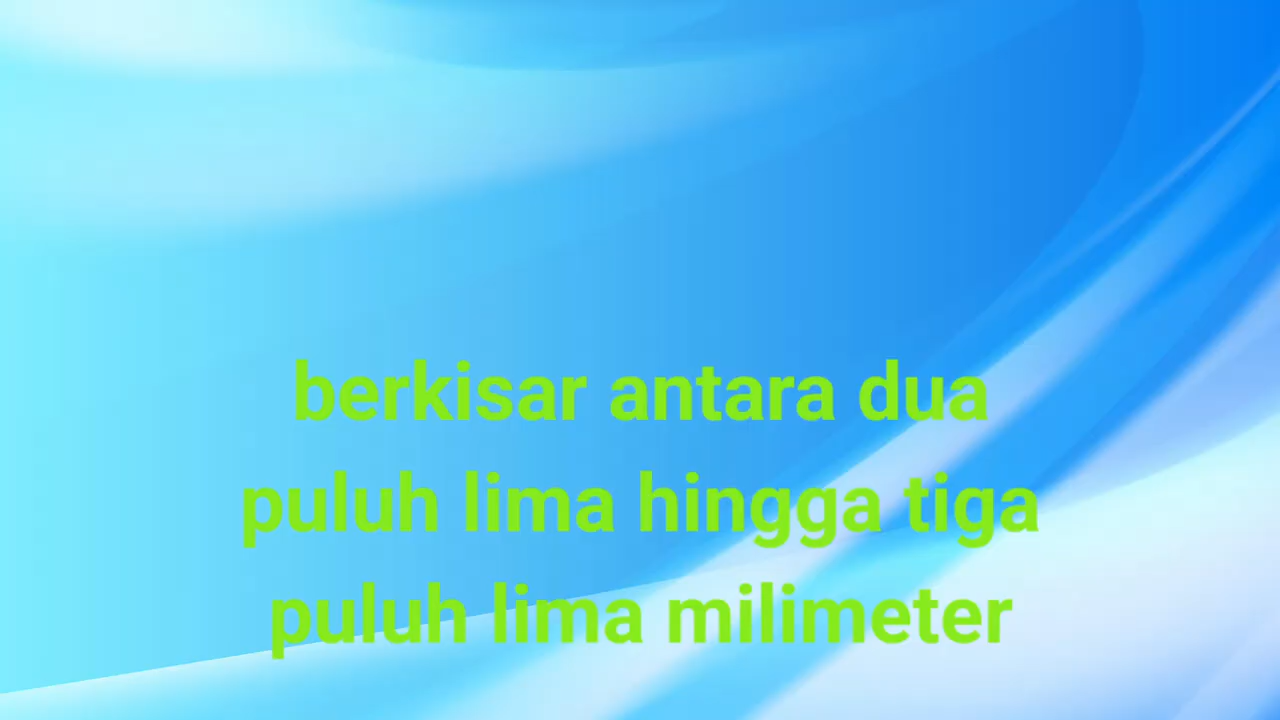 berkisar antara dua
puluh lima hingga tiga
puluh lima milimeter